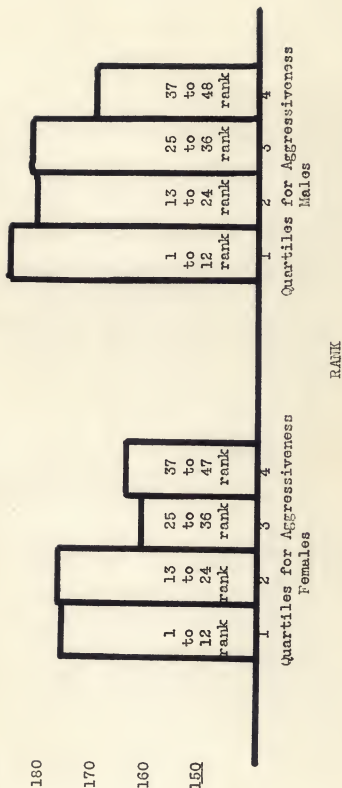 180
170
160
150
1
to
12
rank
13
to
24
rank
25
to
36
rank
37
to
47
rank
1
2
3
4
Quartiles for Aggressiveness
Females
1
to
12
rank
13
to
24
rank
25
to
36
rank
37
to
48
rank
1
2
3
4
Quartiles for Aggressiveness
Males
RANK